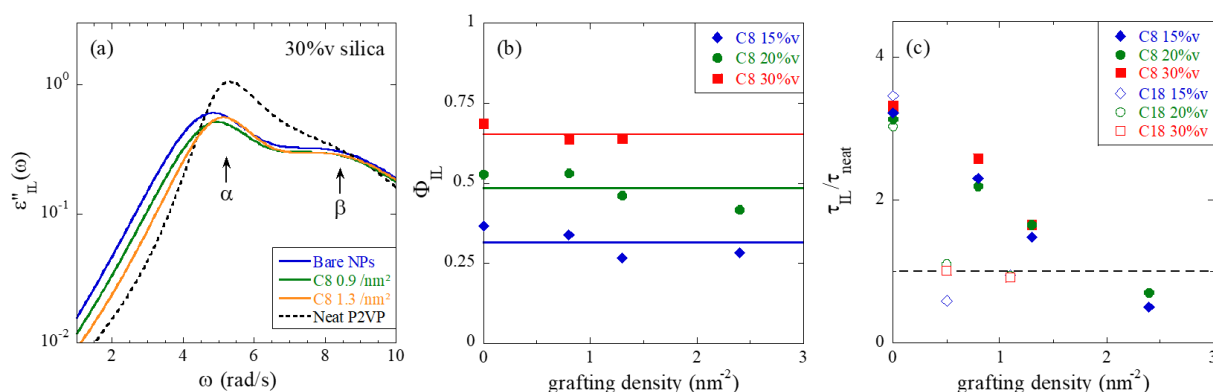 (a)
30%v silica
ε"IL(ω)
10⁰
10⁻¹
10⁻²
α
β
Bare NPs
C8 0.9 /nm²
C8 1.3 /nm²
Neat P2VP
2
4
6
8
10
ω (rad/s)
(b)
C8 15%v
C8 20%v
C8 30%v
Φ_IL
1
0.75
0.5
0.25
0
0
1
2
3
grafting density (nm⁻²)
(c)
C8 15%v
C8 20%v
C8 30%v
C18 15%v
C18 20%v
C18 30%v
τ_IL/τ_neat
4
2
0
0
1
2
3
grafting density (nm⁻²)